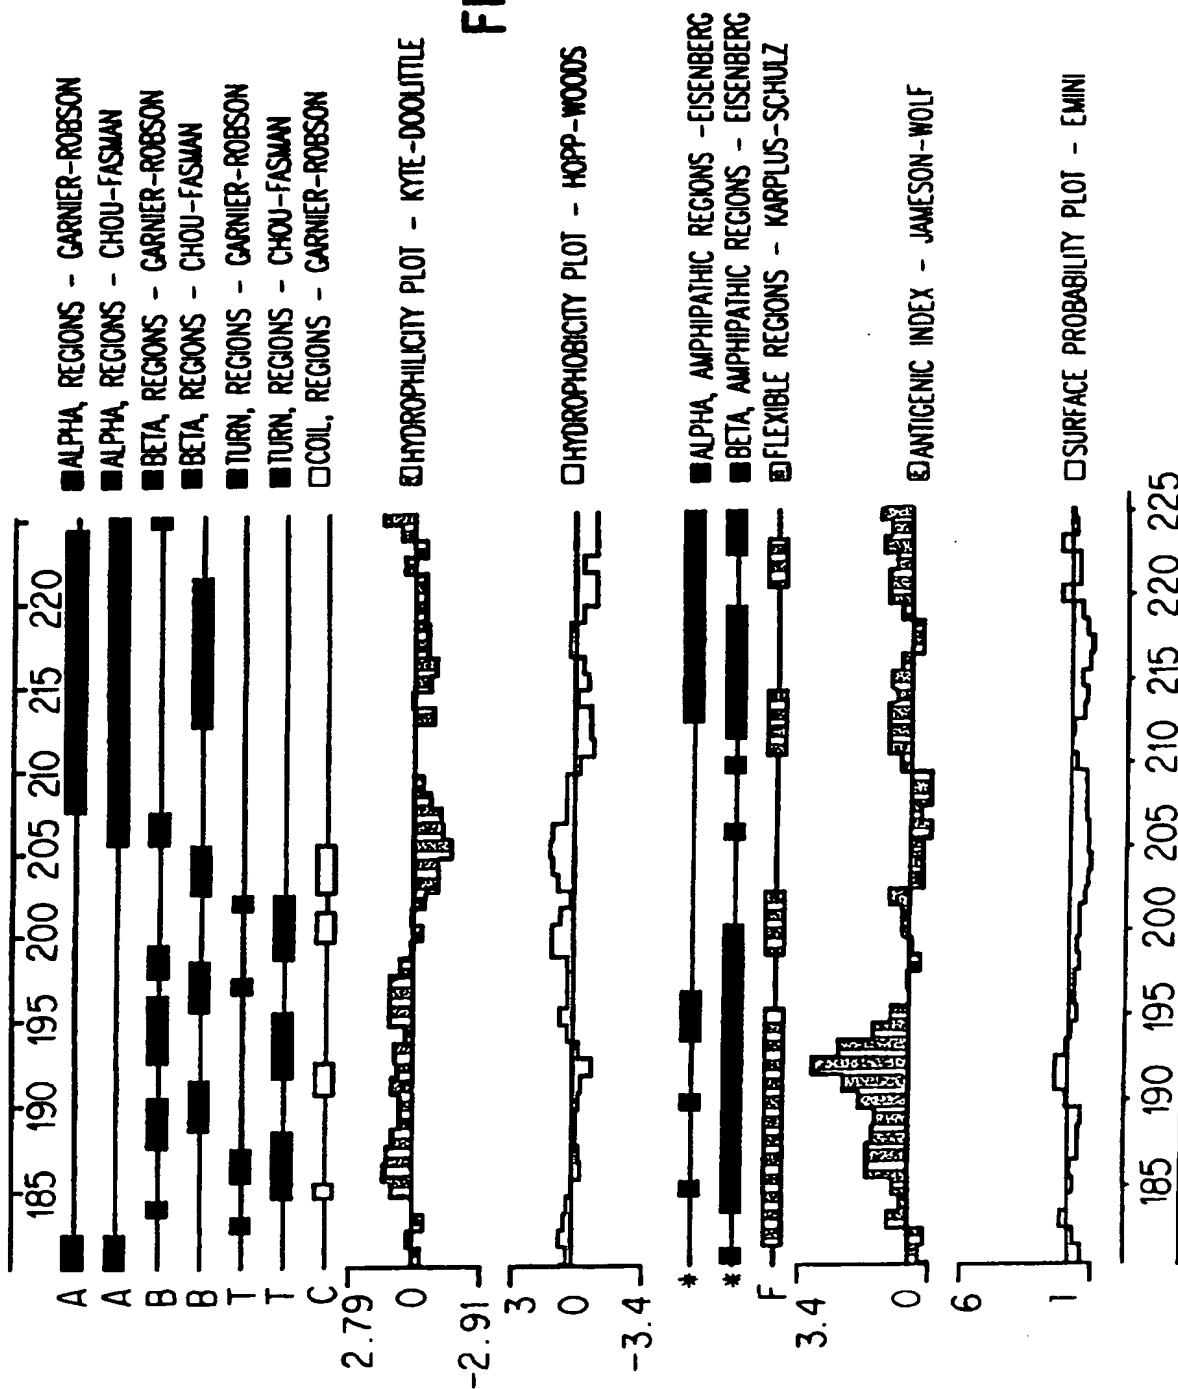 FI
185 190 195 200 205 210 215 220
A ■ALPHA, REGIONS - GARNIER-ROBSON
A ■ALPHA, REGIONS - CHOU-FASMAN
B ■BETA, REGIONS - GARNIER-ROBSON
B ■BETA, REGIONS - CHOU-FASMAN
T ■TURN, REGIONS - GARNIER-ROBSON
T ■TURN, REGIONS - CHOU-FASMAN
C □COIL, REGIONS - GARNIER-ROBSON
2.79
0 HYDROPHILICITY PLOT - KYTE-DOOLITTLE
-2.91
3
0 □HYDROPHOBICITY PLOT - HOPP-WOODS
-3.4
* ■ALPHA, AMPHIPATHIC REGIONS -EISENBERG
* ■BETA, AMPHIPATHIC REGIONS - EISENBERG
F FLEXIBLE REGIONS - KARPLUS-SCHULZ
3.4
0 ANTIGENIC INDEX - JAMESON-WOLF
6
1 □SURFACE PROBABILITY PLOT - EMINI
185 190 195 200 205 210 215 220 225